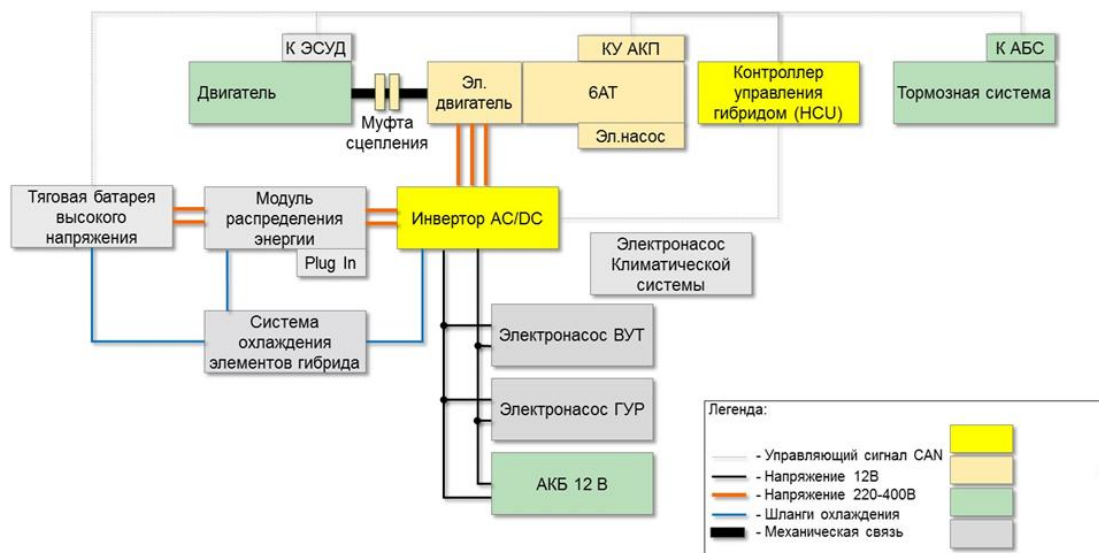 К ЭСУД
КУ АКП
К АБС
Двигатель
Эл.
двигатель
6АТ
Контроллер
управления
гибридом (HCU)
Тормозная система
Муфта
сцепления
Эл.насос
Тяговая батарея
высокого
напряжения
Модуль
распределения
энергии
Plug In
Инвертор AC/DC
Электронасос
Климатической
системы
Система
охлаждения
элементов гибрида
Электронасос ВУТ
Электронасос ГУР
АКБ 12 В
Легенда:
- Управляющий сигнал CAN
- Напряжение 12В
- Напряжение 220-400В
- Шланги охлаждения
- Механическая связь